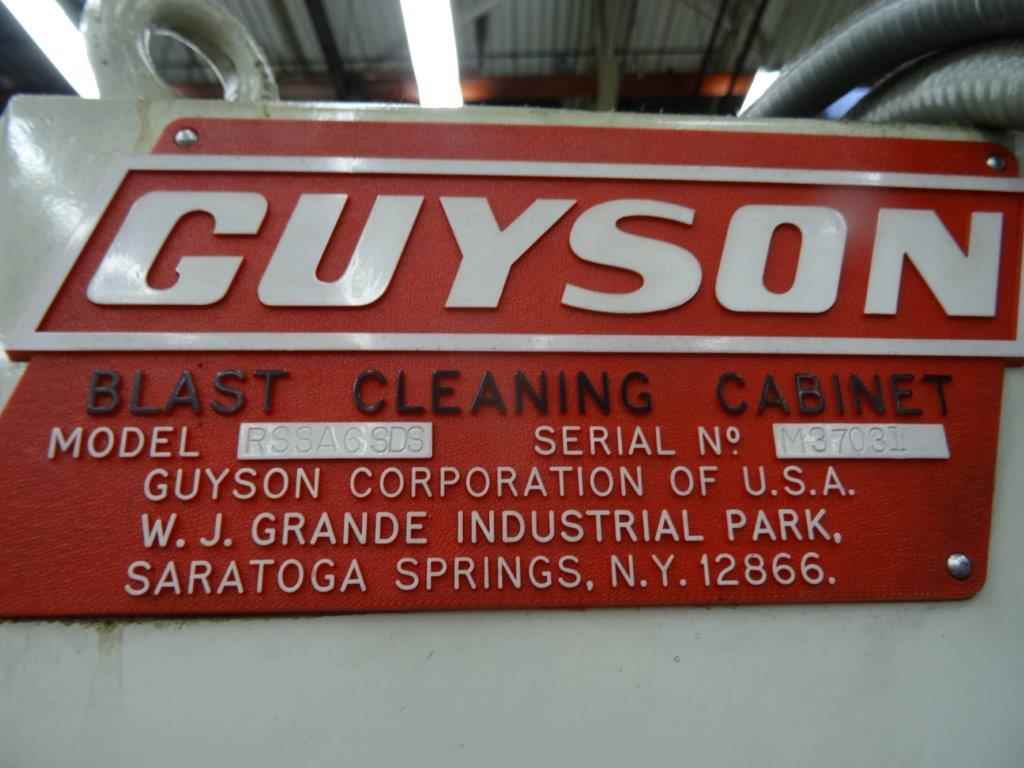 GUYSON
BLAST CLEANING CABINET
MODEL RSSA6SDS SERIAL Nº M37031
GUYSON CORPORATION OF U.S.A.
W. J. GRANDE INDUSTRIAL PARK,
SARATOGA SPRINGS, N.Y. 12866.